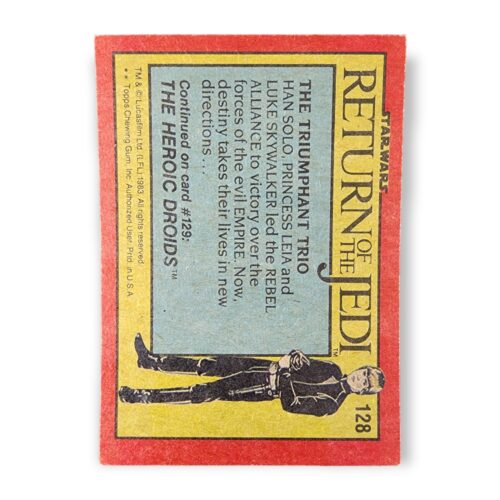 STAR WARS
RETURN OF THE JEDI™
128
THE TRIUMPHANT TRIO
HAN SOLO, PRINCESS LEIA and
LUKE SKYWALKER led the REBEL
ALLIANCE to victory over the
forces of the evil EMPIRE. Now,
destiny takes their lives in new
directions...
Continued on card #129:
THE HEROIC DROIDS™
TM & © Lucasfilm Ltd. (LFL) 1983. All rights reserved.
** Topps Chewing Gum, Inc. Authorized User. Prtd. in U.S.A.